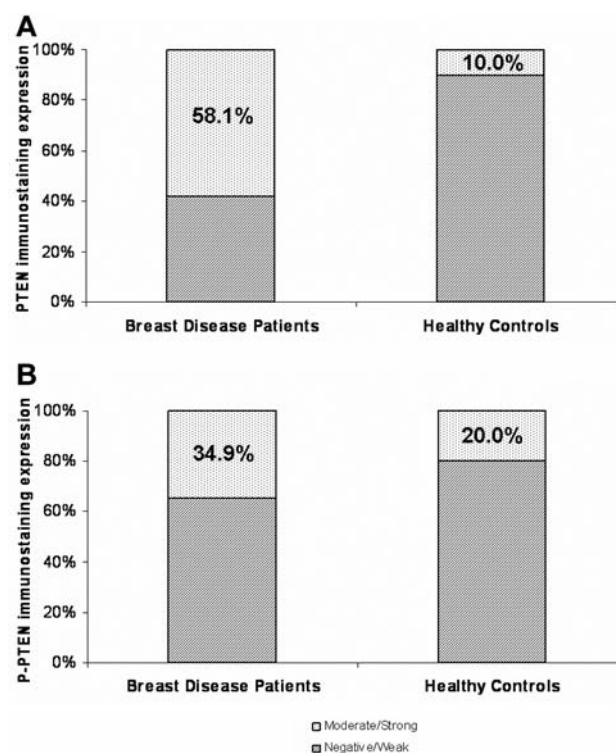 A
PTEN immunostaining expression
100%
80%
60%
40%
20%
0%
58.1%
10.0%
Breast Disease Patients
Healthy Controls
B
P-PTEN immunostaining expression
100%
80%
60%
40%
20%
0%
34.9%
20.0%
Breast Disease Patients
Healthy Controls
Moderate/Strong
Negative/Weak